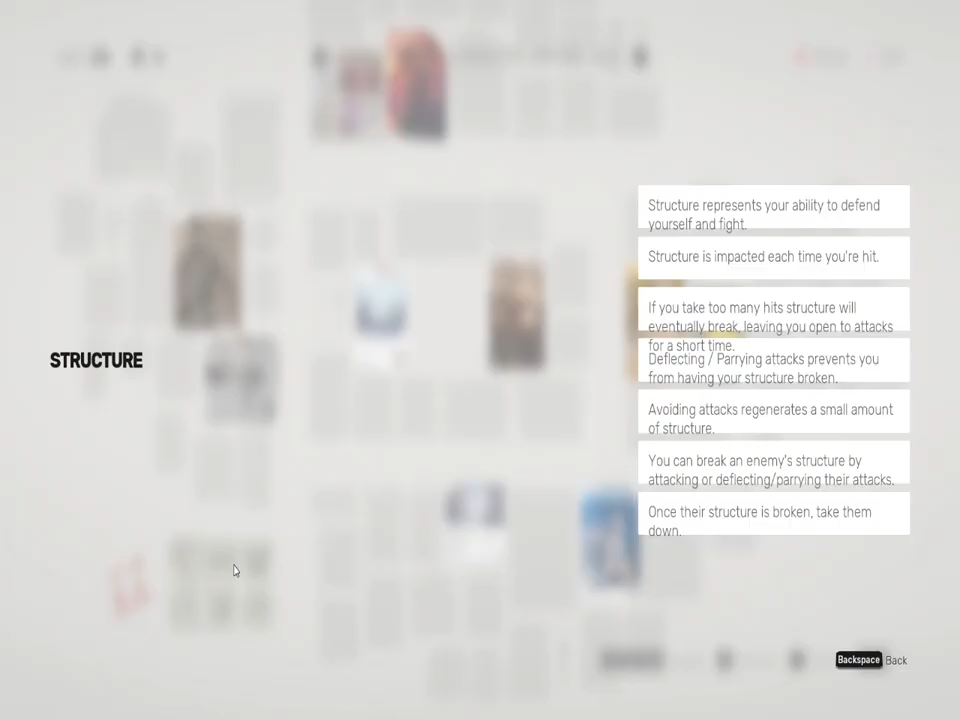 STRUCTURE
Structure represents your ability to defend
yourself and fight.
Structure is impacted each time you're hit.
If you take too many hits structure will
eventually break, leaving you open to attacks
for a short time.
Deflecting / Parrying attacks prevents you
from having your structure broken.
Avoiding attacks regenerates a small amount
of structure.
You can break an enemy's structure by
attacking or deflecting/parrying their attacks.
Once their structure is broken, take them
down.
Backspace Back